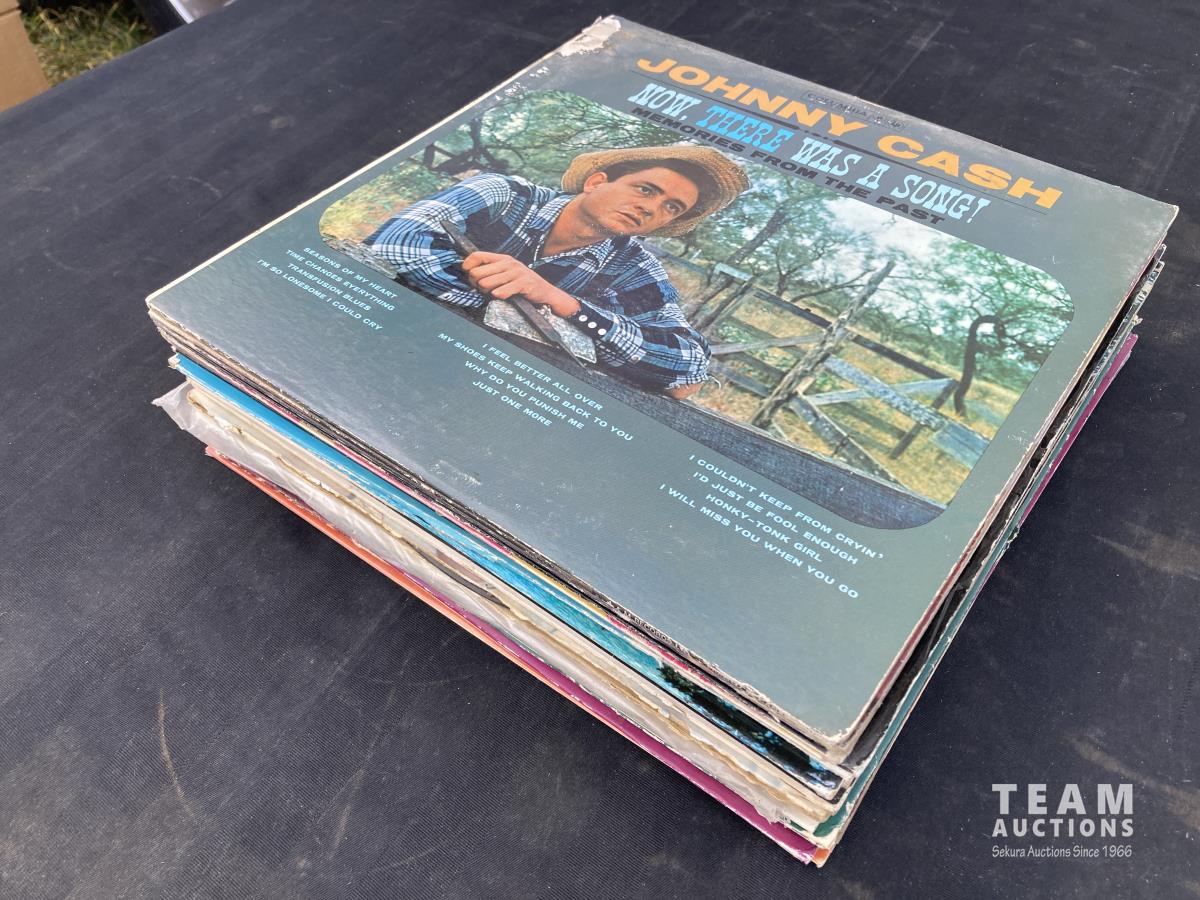 JOHNNY CASH
NOW, THERE WAS A SONG!
MEMORIES FROM THE PAST
SEASONS OF MY HEART
TIME CHANGES EVERYTHING
TRANSFUSION BLUES
I'M SO LONESOME I COULD CRY
I FEEL BETTER ALL OVER
MY SHOES KEEP WALKING BACK TO YOU
WHY DO YOU PUNISH ME
JUST ONE MORE
I COULDN'T KEEP FROM CRYIN'
I'D JUST BE FOOL ENOUGH
HONKY-TONK GIRL
I WILL MISS YOU WHEN YOU GO
TEAM
AUCTIONS
Sekura Auctions Since 1966